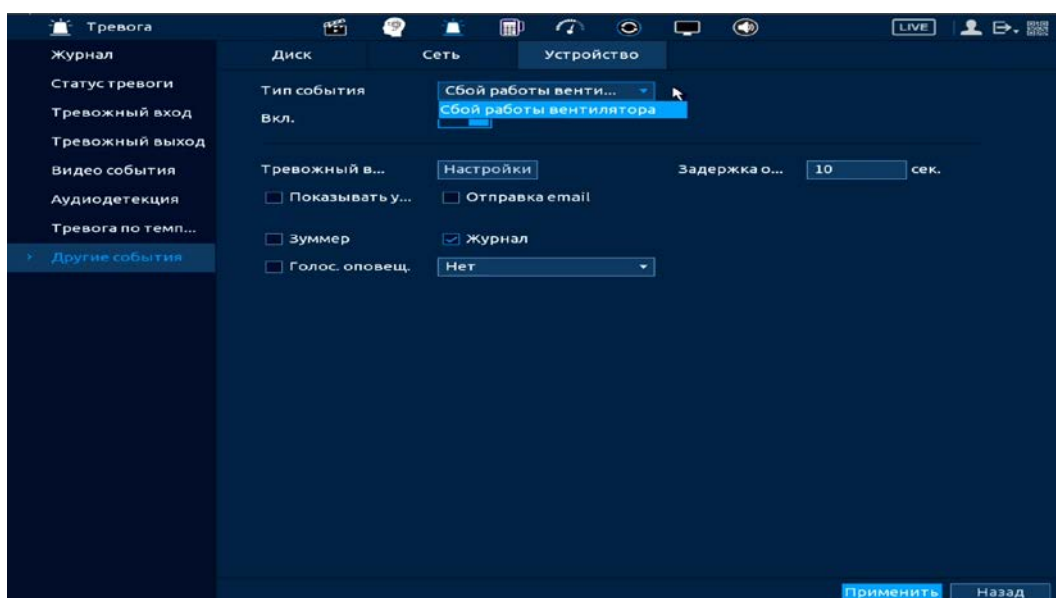 Тревога
LIVE
Журнал
Диск
Сеть
Устройство
Статус тревоги
Тип события
Сбой работы венти...
Сбой работы вентилятора
Тревожный вход
Вкл.
Тревожный выход
Видео события
Тревожный в...
Настройки
Задержка о...
10
сек.
Аудиодетекция
Показывать у...
Отправка email
Тревога по темп...
Зуммер
Журнал
Другие события
Голос. оповещ.
Нет
Применить
Назад